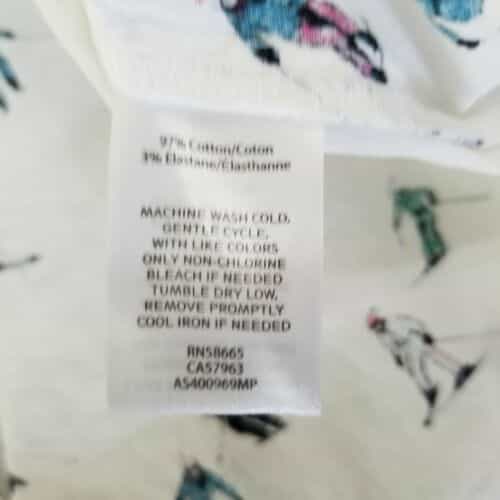 97% Cotton/Coton
3% Elastane/Élasthanne
MACHINE WASH COLD,
GENTLE CYCLE,
WITH LIKE COLORS
ONLY NON-CHLORINE
BLEACH IF NEEDED
TUMBLE DRY LOW,
REMOVE PROMPTLY
COOL IRON IF NEEDED
RN58665
CA57963
AS400969MP